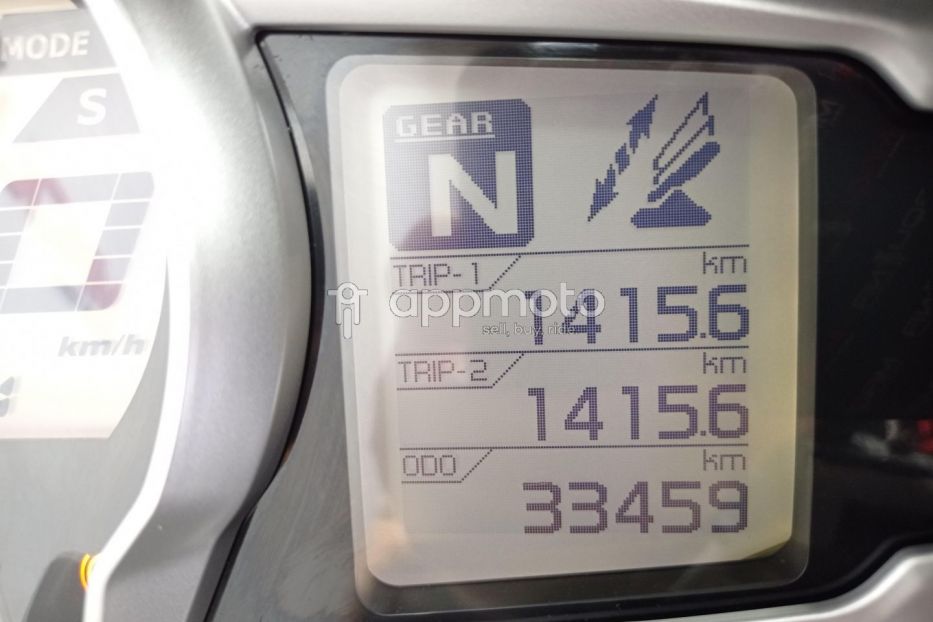 MODE
S
km/h
GEAR
N
TRIP-1 km
1415.6
TRIP-2 km
1415.6
ODO km
33459
appmoto
sell, buy, ride